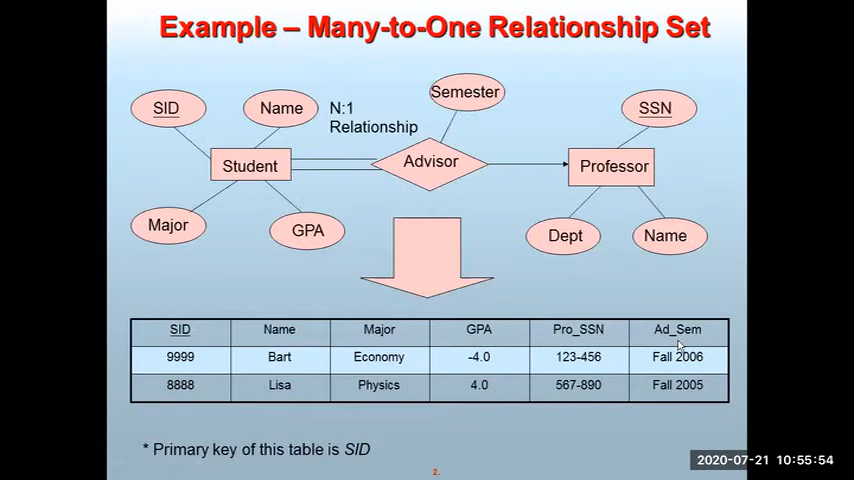 Example – Many-to-One Relationship Set
SID
Name
N:1
Relationship
Semester
SSN
Student
Advisor
Professor
Major
GPA
Dept
Name
SID Name Major GPA Pro_SSN Ad_Sem
9999 Bart Economy -4.0 123-456 Fall 2006
8888 Lisa Physics 4.0 567-890 Fall 2005
* Primary key of this table is SID
2.
2020-07-21 10:55:54